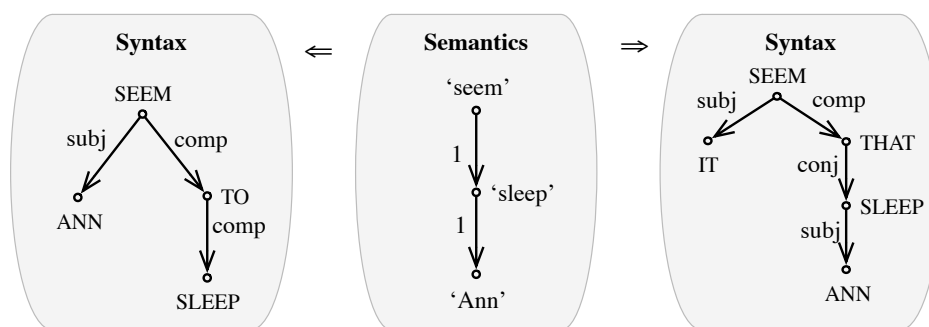 Syntax
SEEM
subj
comp
ANN
TO
comp
SLEEP
⇐
Semantics
‘seem’
1
‘sleep’
1
‘Ann’
⇒
Syntax
SEEM
subj
comp
IT
THAT
conj
SLEEP
subj
ANN